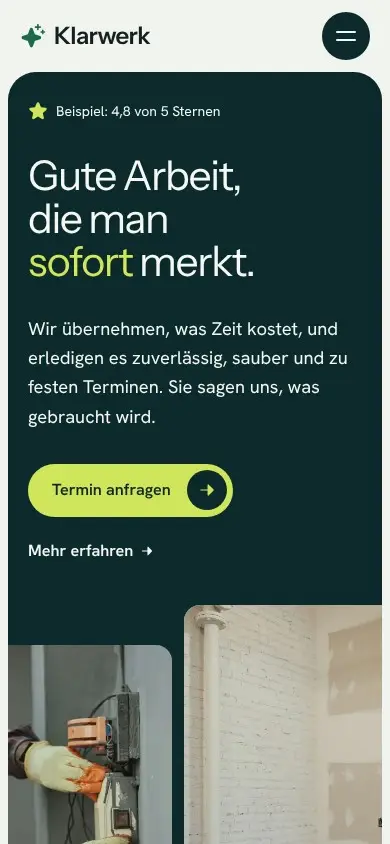 Klarwerk
Beispiel: 4,8 von 5 Sternen
Gute Arbeit,
die man
sofort merkt.
Wir übernehmen, was Zeit kostet, und
erledigen es zuverlässig, sauber und zu
festen Terminen. Sie sagen uns, was
gebraucht wird.
Termin anfragen
Mehr erfahren